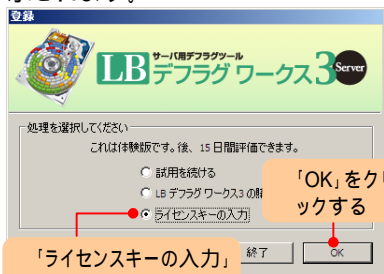 登録
サーバ用デフラグツール
LB デフラグ ワークス3 Server
処理を選択してください
これは体験版です。後、15 日間評価できます。
試用を続ける
LB デフラグ ワークス3 の
ライセンスキーの入力
「OK」をクリ
ックする
「ライセンスキーの入力」
終了
OK